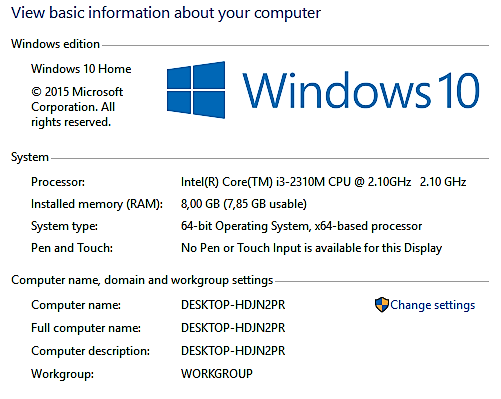 View basic information about your computer
Windows edition
Windows 10 Home
© 2015 Microsoft
Corporation. All
rights reserved.
Windows 10
System
Processor: Intel(R) Core(TM) i3-2310M CPU @ 2.10GHz 2.10 GHz
Installed memory (RAM): 8,00 GB (7,85 GB usable)
System type: 64-bit Operating System, x64-based processor
Pen and Touch: No Pen or Touch Input is available for this Display
Computer name, domain and workgroup settings
Computer name: DESKTOP-HDJN2PR Change settings
Full computer name: DESKTOP-HDJN2PR
Computer description: DESKTOP-HDJN2PR
Workgroup: WORKGROUP